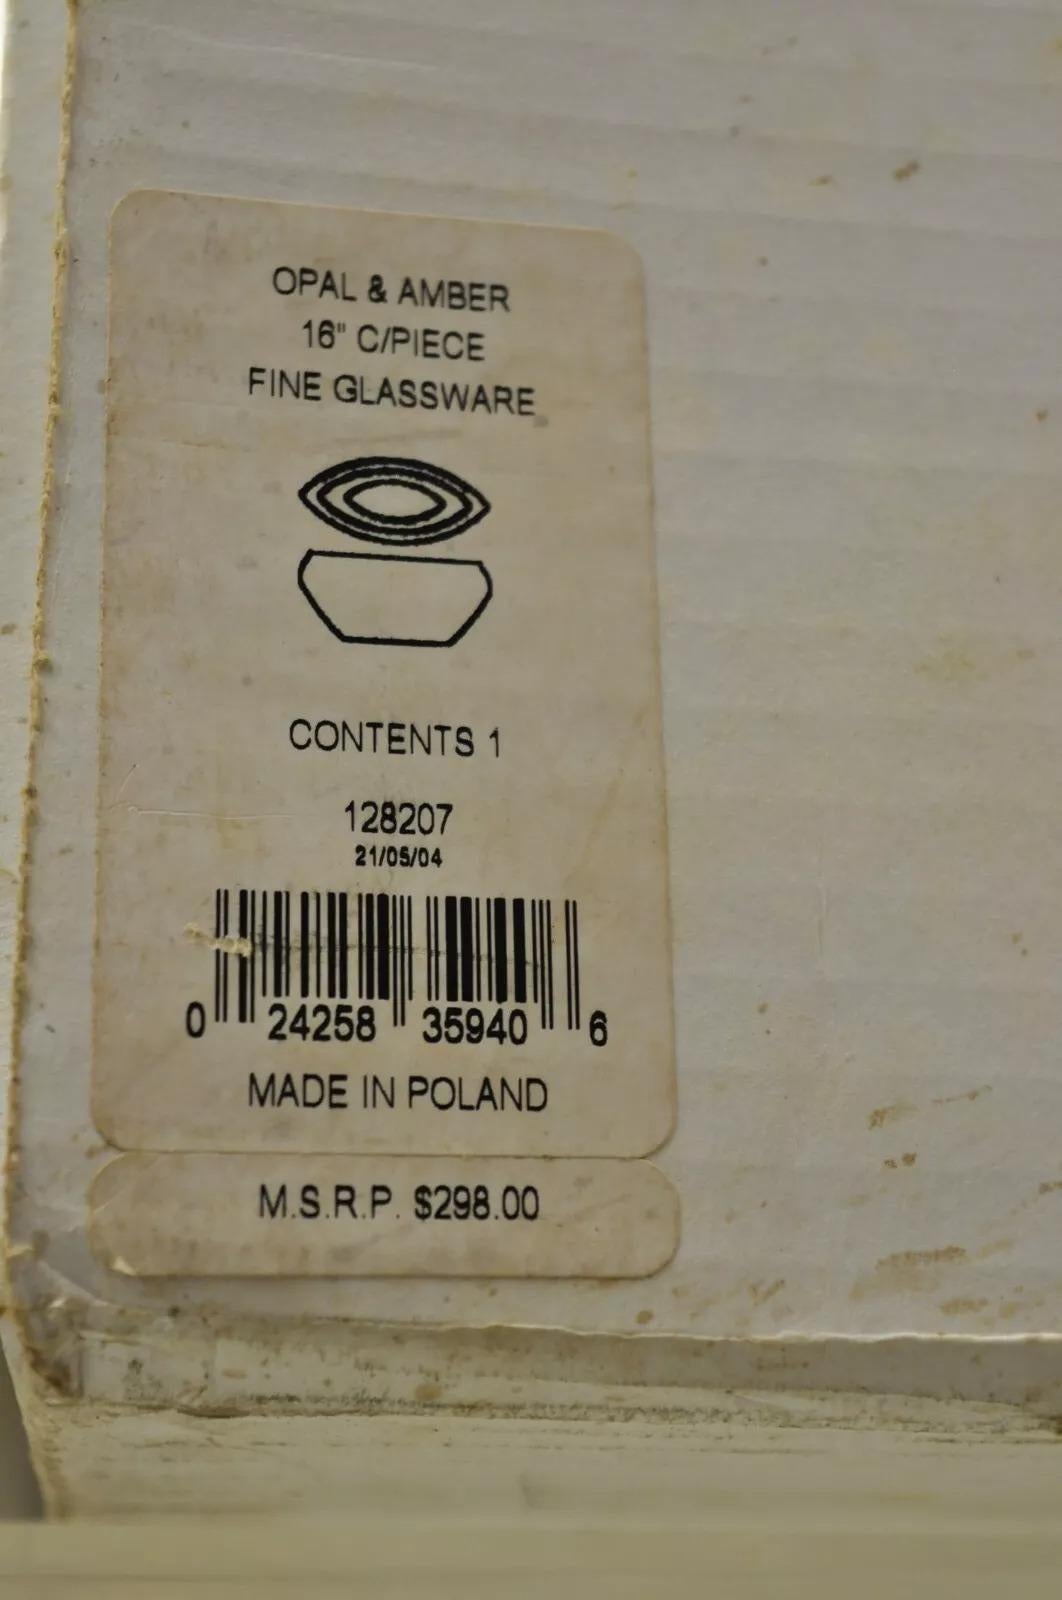 OPAL & AMBER
16" C/PIECE
FINE GLASSWARE
CONTENTS 1
128207
21/05/04
0 24258 35940 6
MADE IN POLAND
M.S.R.P. $298.00